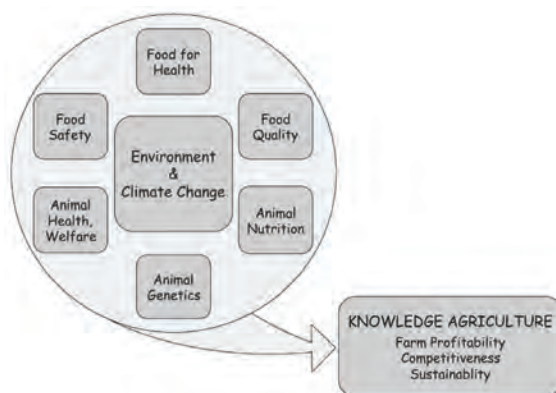 Food for
Health
Food
Safety
Food
Quality
Environment
&
Climate Change
Animal
Health,
Welfare
Animal
Nutrition
Animal
Genetics
KNOWLEDGE AGRICULTURE
Farm Profitability
Competitiveness
Sustainablity